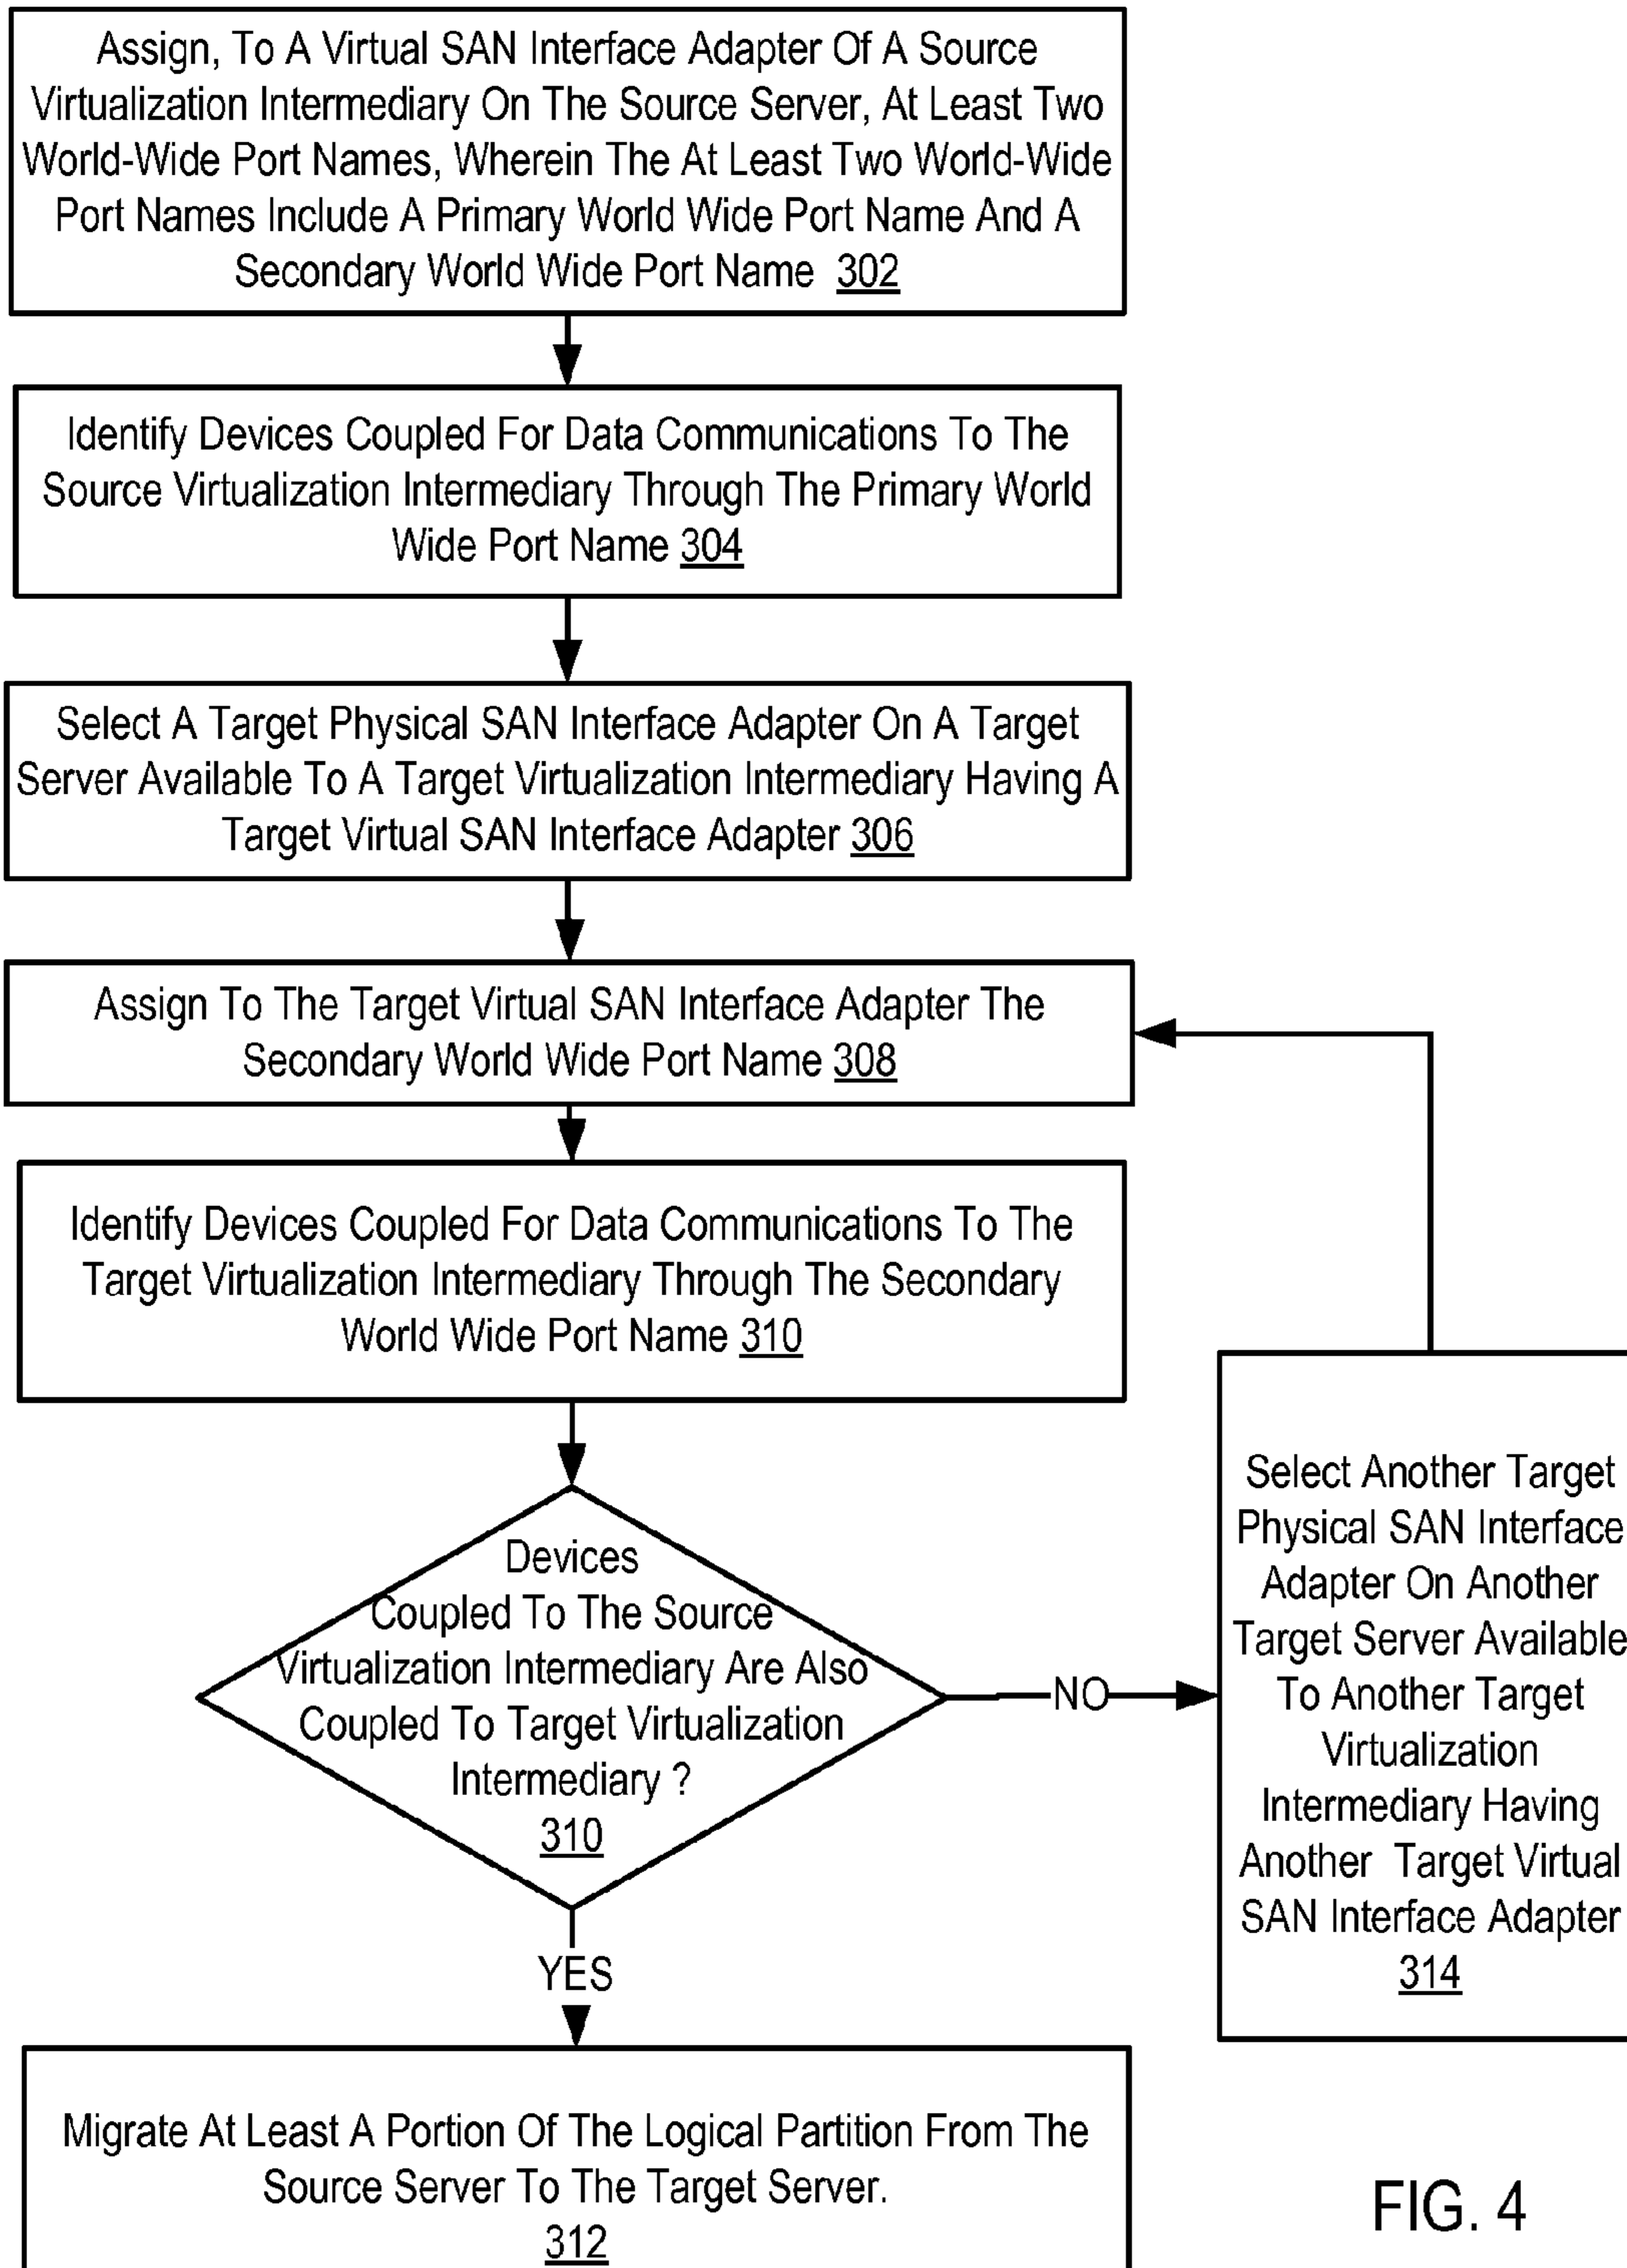 Assign, To A Virtual SAN Interface Adapter Of A Source
Virtualization Intermediary On The Source Server, At Least Two
World-Wide Port Names, Wherein The At Least Two World-Wide
Port Names Include A Primary World Wide Port Name And A
Secondary World Wide Port Name 302
Identify Devices Coupled For Data Communications To The
Source Virtualization Intermediary Through The Primary World
Wide Port Name 304
Select A Target Physical SAN Interface Adapter On A Target
Server Available To A Target Virtualization Intermediary Having A
Target Virtual SAN Interface Adapter 306
Assign To The Target Virtual SAN Interface Adapter The
Secondary World Wide Port Name 308
Identify Devices Coupled For Data Communications To The
Target Virtualization Intermediary Through The Secondary
World Wide Port Name 310
Devices
Coupled To The Source
Virtualization Intermediary Are Also
Coupled To Target Virtualization
Intermediary ?
310
NO
Select Another Target
Physical SAN Interface
Adapter On Another
Target Server Available
To Another Target
Virtualization
Intermediary Having
Another Target Virtual
SAN Interface Adapter
314
YES
Migrate At Least A Portion Of The Logical Partition From The
Source Server To The Target Server.
312
FIG. 4